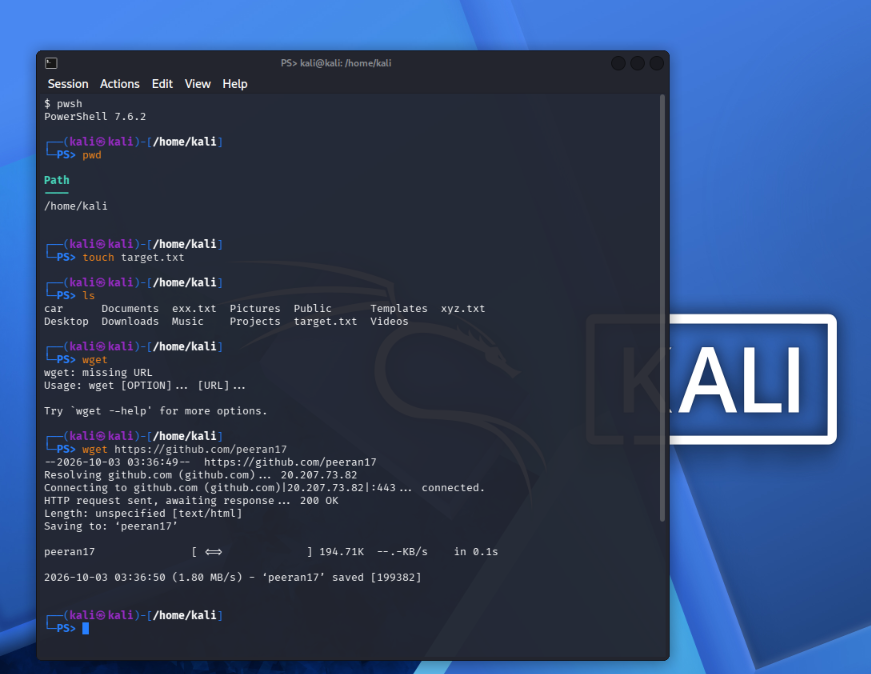 PS> kali@kali: /home/kali
Session Actions Edit View Help
$ pwsh
PowerShell 7.6.2
┌──(kali㉿kali)-[/home/kali]
└─PS> pwd
Path
────
/home/kali
┌──(kali㉿kali)-[/home/kali]
└─PS> touch target.txt
┌──(kali㉿kali)-[/home/kali]
└─PS> ls
car      Documents  exx.txt  Pictures  Public      Templates  xyz.txt
Desktop  Downloads  Music    Projects  target.txt  Videos
┌──(kali㉿kali)-[/home/kali]
└─PS> wget
wget: missing URL
Usage: wget [OPTION]... [URL]...
Try `wget --help' for more options.
┌──(kali㉿kali)-[/home/kali]
└─PS> wget https://github.com/peeran17
--2026-10-03 03:36:49--  https://github.com/peeran17
Resolving github.com (github.com)... 20.207.73.82
Connecting to github.com (github.com)|20.207.73.82|:443... connected.
HTTP request sent, awaiting response... 200 OK
Length: unspecified [text/html]
Saving to: ‘peeran17’
peeran17               [ <=>             ] 194.71K  --.-KB/s    in 0.1s
2026-10-03 03:36:50 (1.80 MB/s) - ‘peeran17’ saved [199382]
┌──(kali㉿kali)-[/home/kali]
└─PS>
KALI